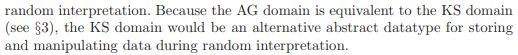 random interpretation. Because the AG domain is equivalent to the KS domain
(see §3), the KS domain would be an alternative abstract datatype for storing
and manipulating data during random interpretation.